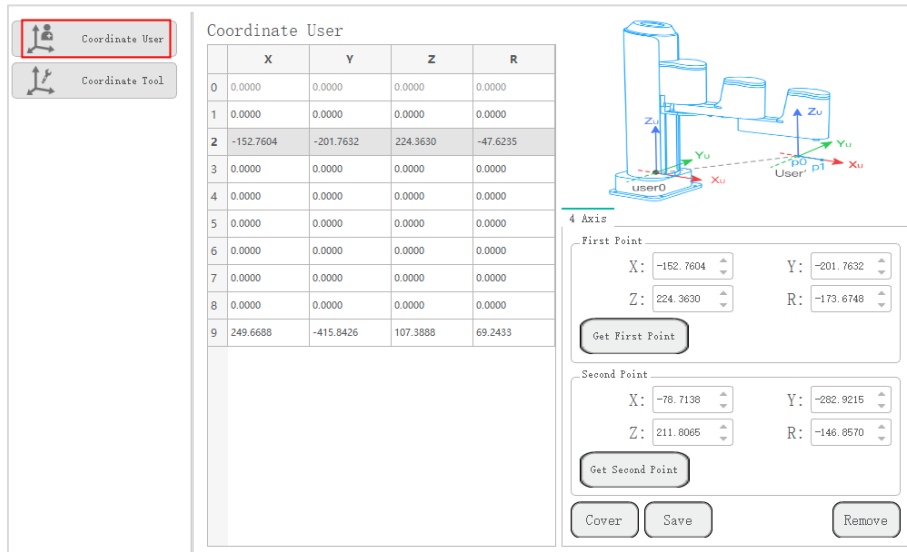 Coordinate User
Coordinate Tool
Coordinate User
X Y Z R
0 0.0000 0.0000 0.0000 0.0000
1 0.0000 0.0000 0.0000 0.0000
2 -152.7604 -201.7632 224.3630 -47.6235
3 0.0000 0.0000 0.0000 0.0000
4 0.0000 0.0000 0.0000 0.0000
5 0.0000 0.0000 0.0000 0.0000
6 0.0000 0.0000 0.0000 0.0000
7 0.0000 0.0000 0.0000 0.0000
8 0.0000 0.0000 0.0000 0.0000
9 249.6688 -415.8426 107.3888 69.2433
ZU
YU
XU
user0
ZU
YU
XU
p0 p1
User'
4 Axis
First Point
X: -152.7604 Y: -201.7632
Z: 224.3630 R: -173.6748
Get First Point
Second Point
X: -78.7138 Y: -282.9215
Z: 211.8065 R: -146.8570
Get Second Point
Cover Save Remove